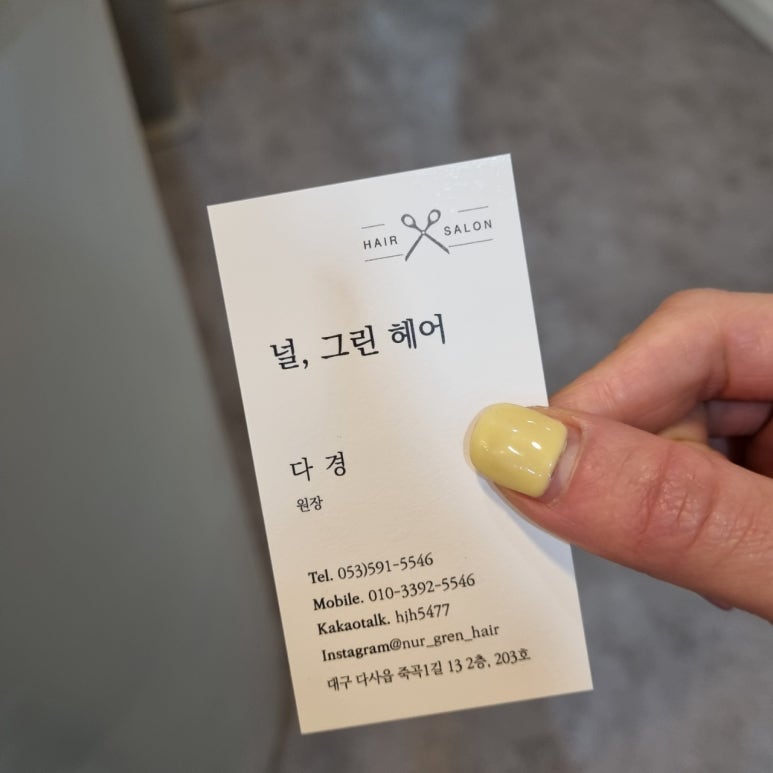 HAIR SALON
널, 그린 헤어
다 경
원장
Tel. 053)591-5546
Mobile. 010-3392-5546
Kakaotalk. hjh5477
Instagram@nur_gren_hair
대구 다사읍 죽곡1길 13 2층, 203호